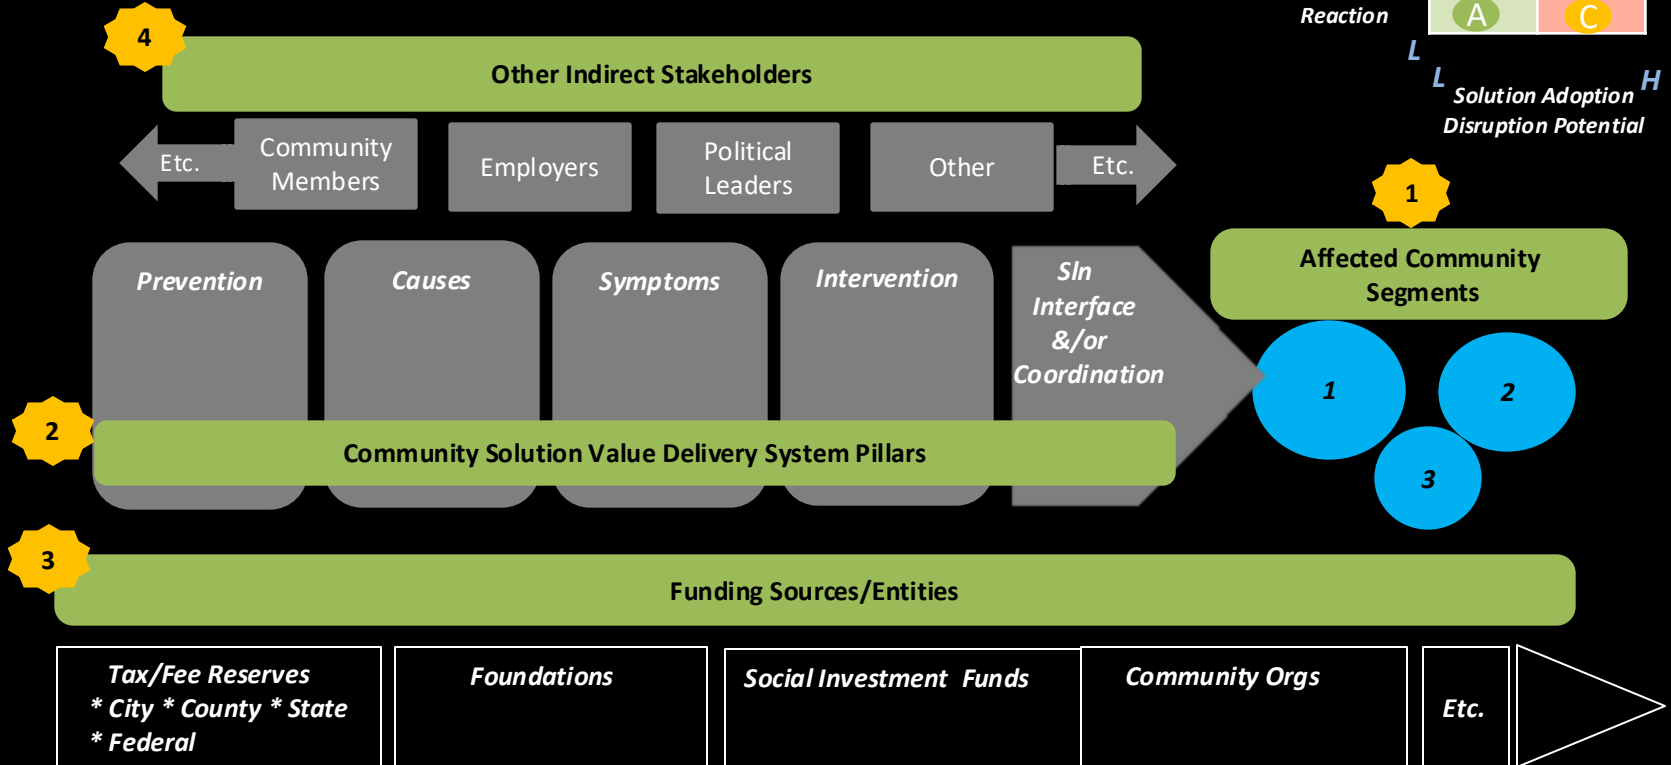 Reaction
A
C
L
L
H
Solution Adoption
Disruption Potential
4
Other Indirect Stakeholders
Etc.
Community
Members
Employers
Political
Leaders
Other
Etc.
1
Affected Community
Segments
1
2
3
Prevention
Causes
Symptoms
Intervention
Sln
Interface
&/or
Coordination
2
Community Solution Value Delivery System Pillars
3
Funding Sources/Entities
Tax/Fee Reserves
* City * County * State
* Federal
Foundations
Social Investment Funds
Community Orgs
Etc.